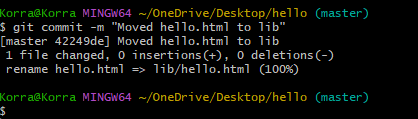 Korra@Korra MINGW64 ~/OneDrive/Desktop/hello (master)
$ git commit -m "Moved hello.html to lib"
[master 42249de] Moved hello.html to lib
 1 file changed, 0 insertions(+), 0 deletions(-)
 rename hello.html => lib/hello.html (100%)

Korra@Korra MINGW64 ~/OneDrive/Desktop/hello (master)
$